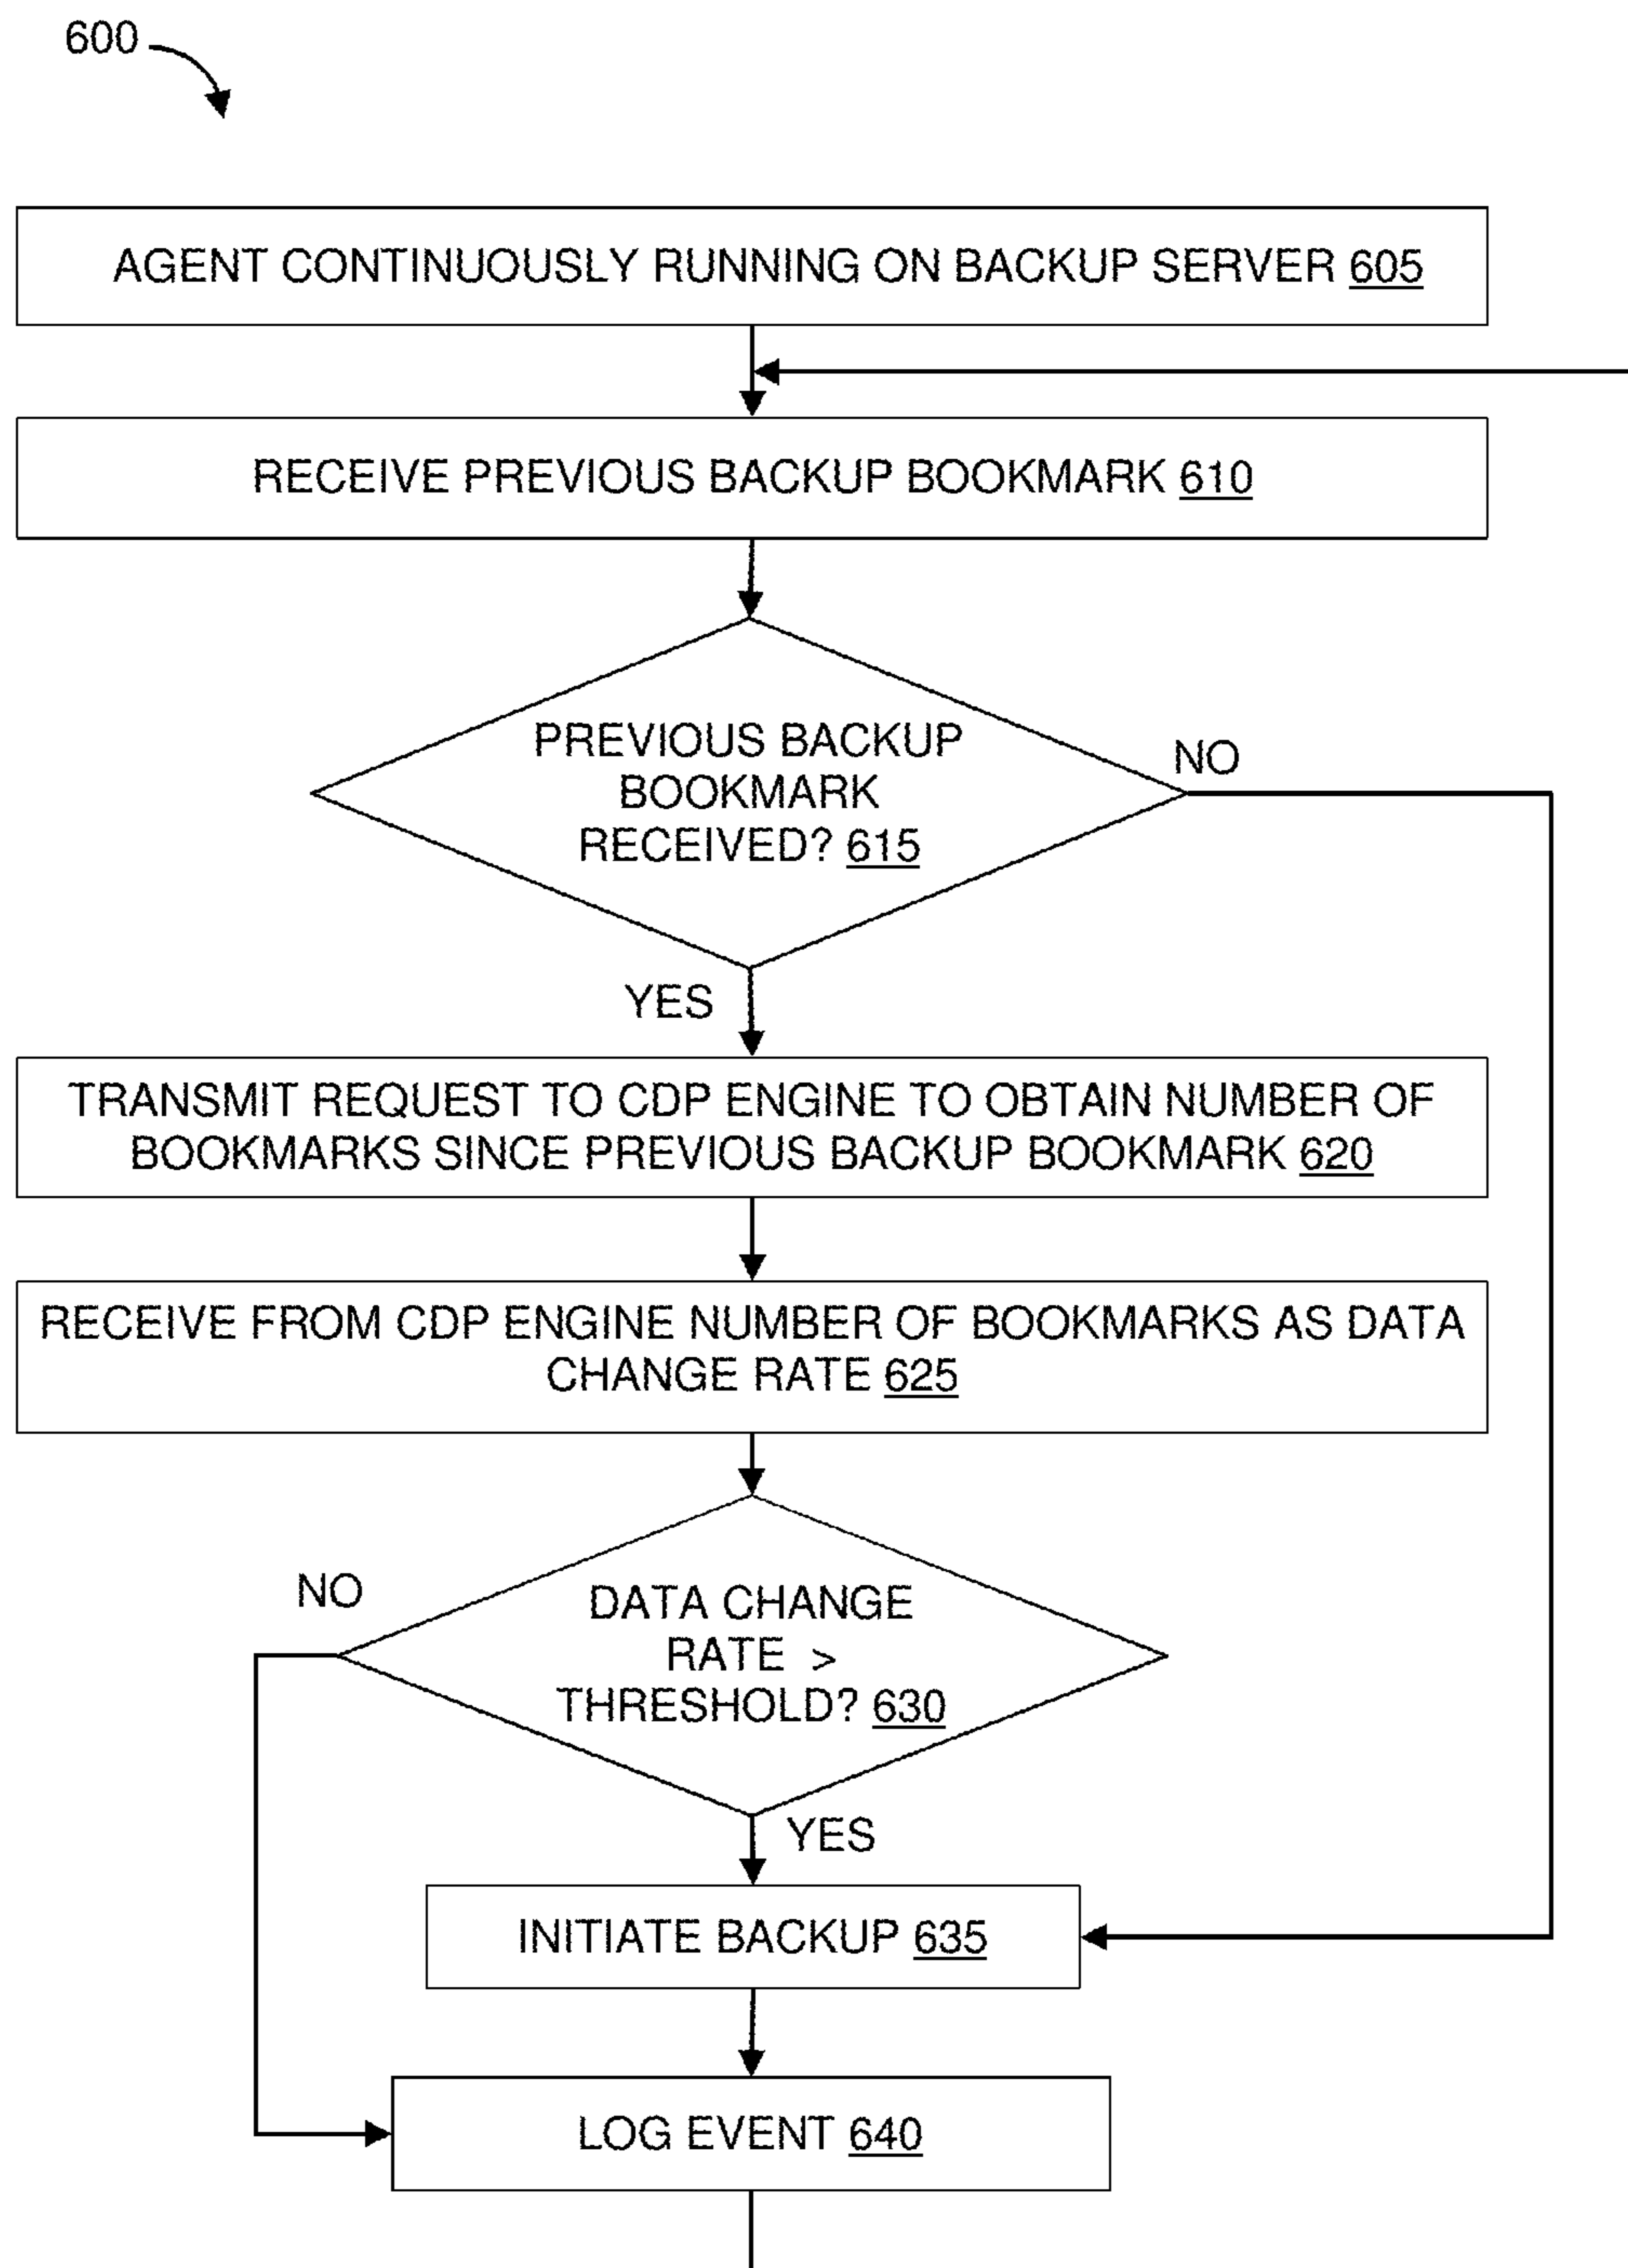 600
AGENT CONTINUOUSLY RUNNING ON BACKUP SERVER 605
RECEIVE PREVIOUS BACKUP BOOKMARK 610
PREVIOUS BACKUP
BOOKMARK
RECEIVED? 615
NO
YES
TRANSMIT REQUEST TO CDP ENGINE TO OBTAIN NUMBER OF
BOOKMARKS SINCE PREVIOUS BACKUP BOOKMARK 620
RECEIVE FROM CDP ENGINE NUMBER OF BOOKMARKS AS DATA
CHANGE RATE 625
NO
DATA CHANGE
RATE >
THRESHOLD? 630
YES
INITIATE BACKUP 635
LOG EVENT 640